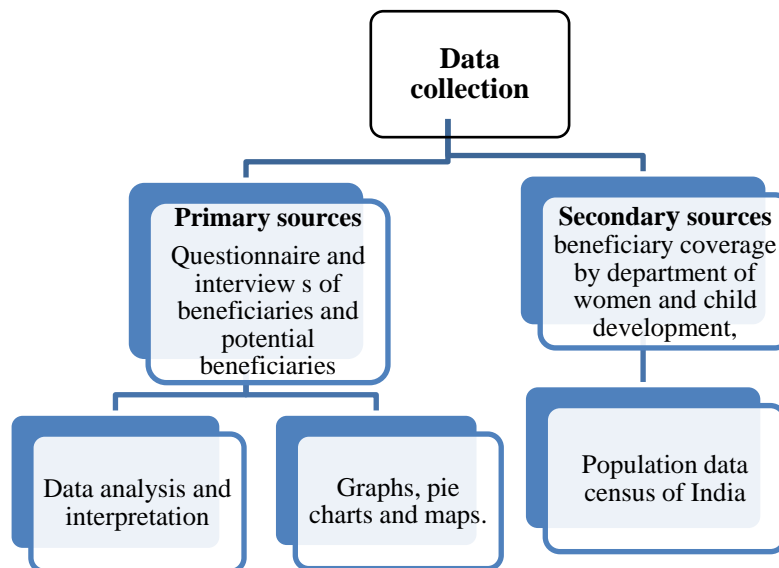 Data
collection
Primary sources
Questionnaire and
interview s of
beneficiaries and
potential
beneficiaries
Secondary sources
beneficiary coverage
by department of
women and child
development,
Data analysis and
interpretation
Graphs, pie
charts and maps.
Population data
census of India